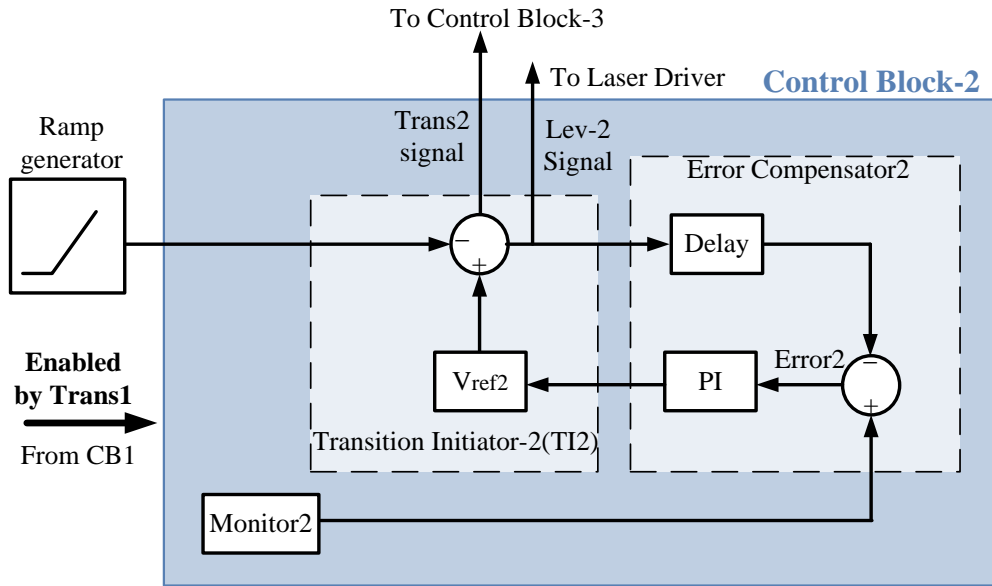 To Control Block-3
To Laser Driver
Control Block-2
Ramp
generator
Trans2
signal
Lev-2
Signal
Error Compensator2
−
+
Delay
Enabled
by Trans1
From CB1
Vref2
PI
Error2
−
+
Transition Initiator-2(TI2)
Monitor2